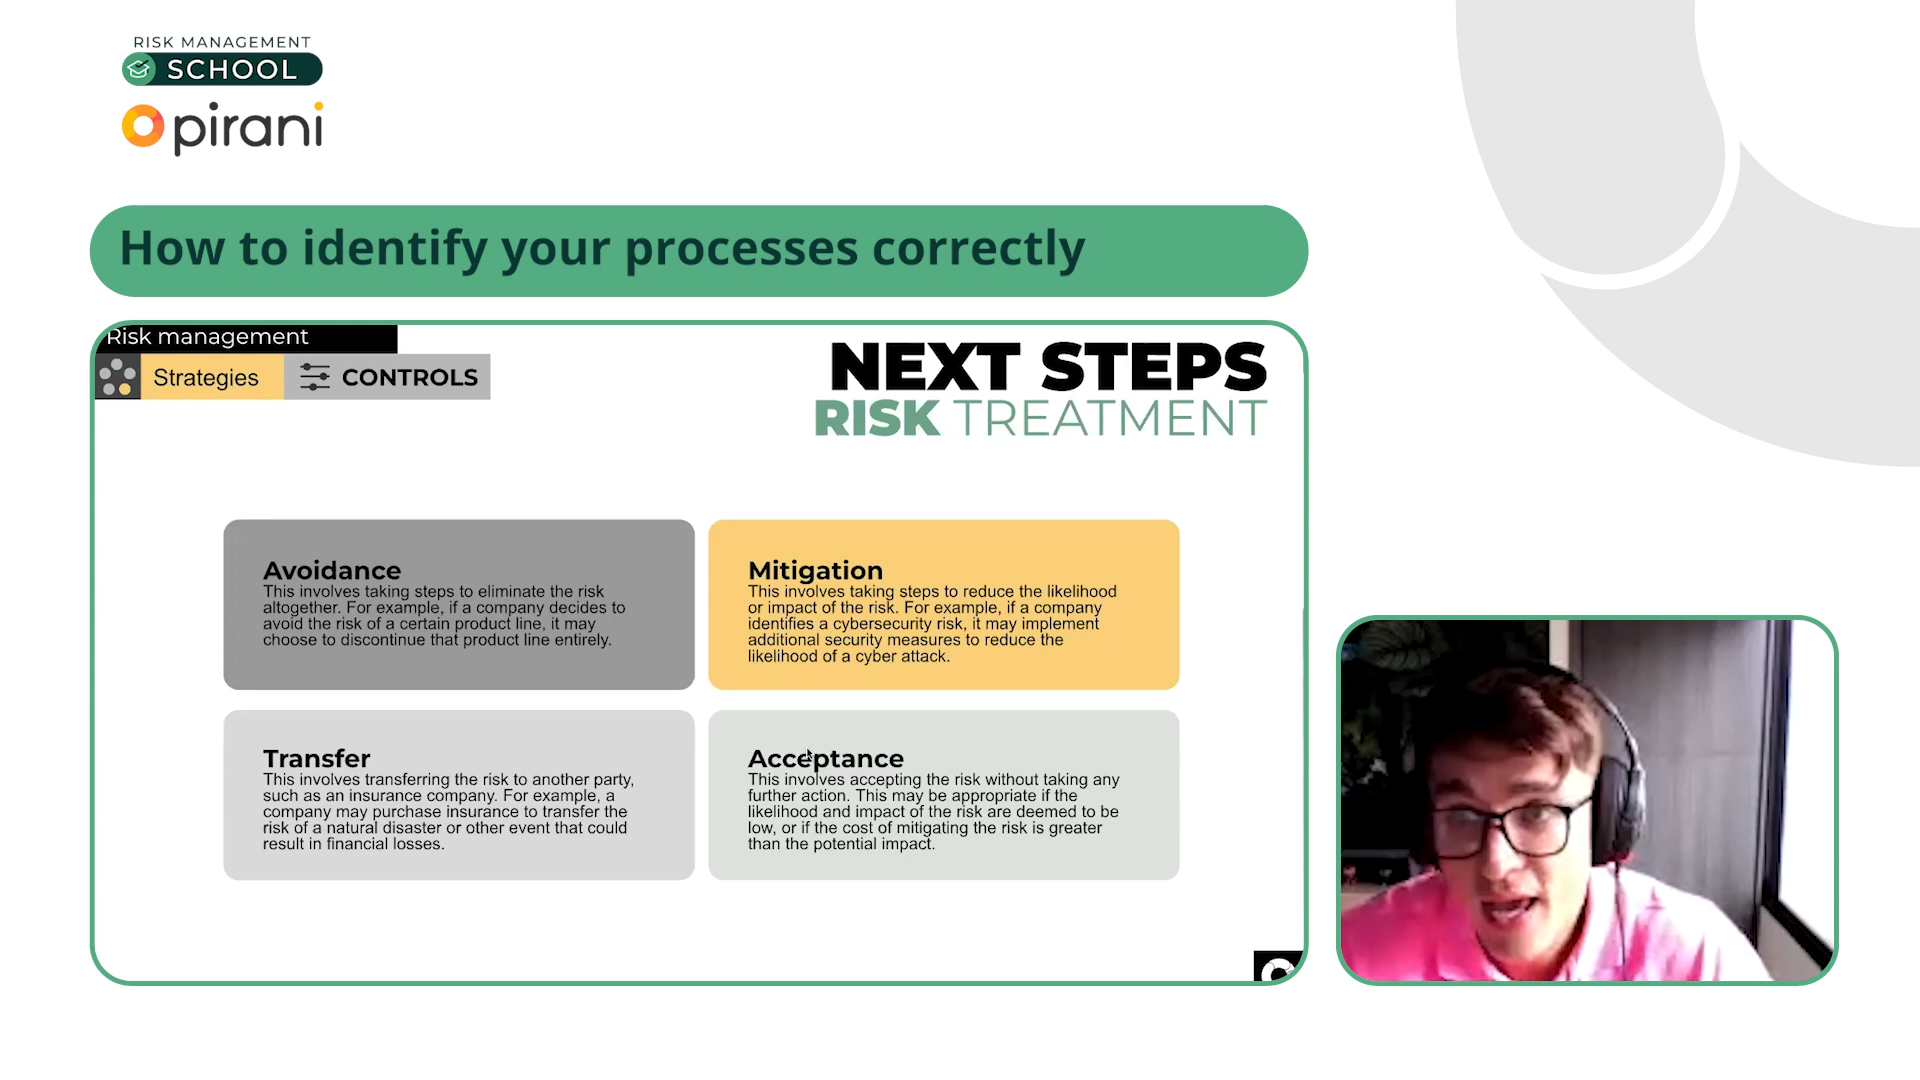 RISK MANAGEMENT
SCHOOL
pirani
How to identify your processes correctly
Risk management
Strategies
CONTROLS
NEXT STEPS
RISK TREATMENT
Avoidance
This involves taking steps to eliminate the risk
altogether. For example, if a company decides to
avoid the risk of a certain product line, it may
choose to discontinue that product line entirely.
Mitigation
This involves taking steps to reduce the likelihood
or impact of the risk. For example, if a company
identifies a cybersecurity risk, it may implement
additional security measures to reduce the
likelihood of a cyber attack.
Transfer
This involves transferring the risk to another party,
such as an insurance company. For example, a
company may purchase insurance to transfer the
risk of a natural disaster or other event that could
result in financial losses.
Acceptance
This involves accepting the risk without taking any
further action. This may be appropriate if the
likelihood and impact of the risk are deemed to be
low, or if the cost of mitigating the risk is greater
than the potential impact.